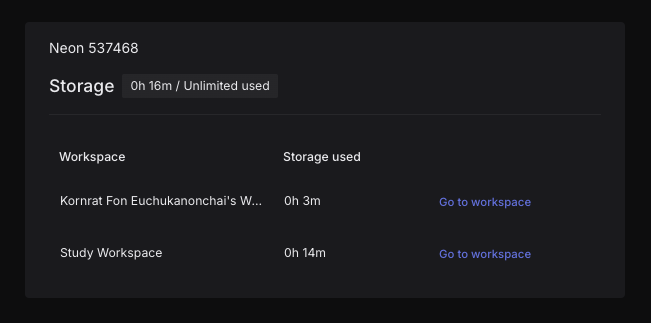 Neon 537468
Storage 0h 16m / Unlimited used
Workspace Storage used
Kornrat Fon Euchukanonchai's W... 0h 3m Go to workspace
Study Workspace 0h 14m Go to workspace